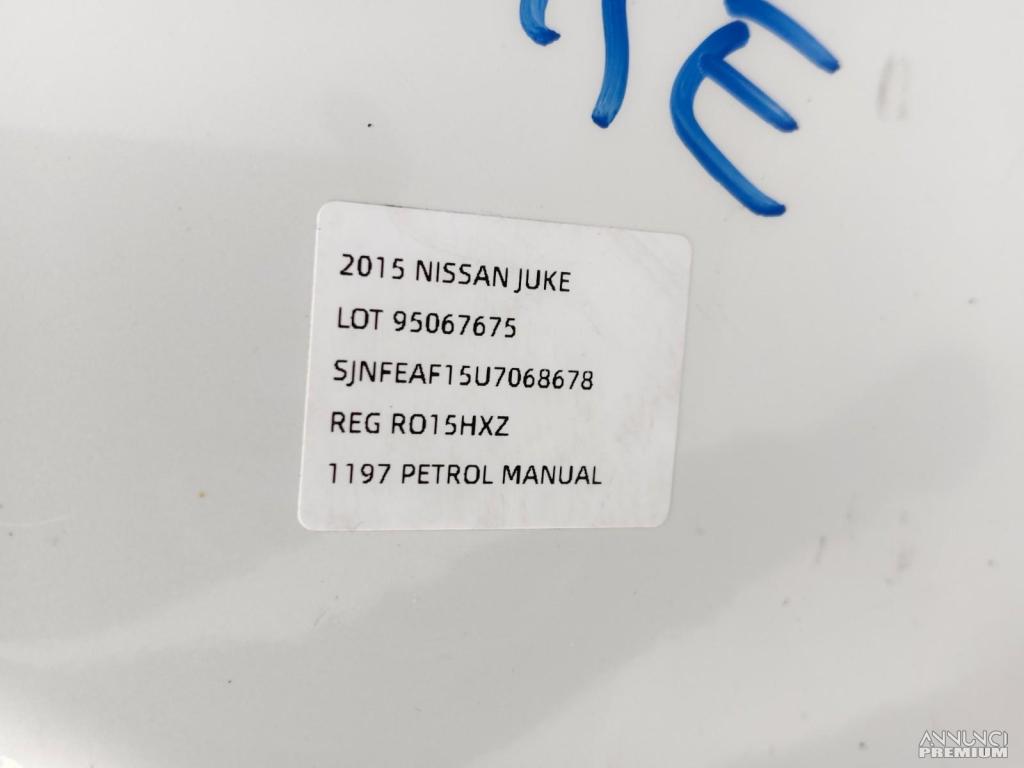 2015 NISSAN JUKE
LOT 95067675
SJNFEAF15U7068678
REG RO15HXZ
1197 PETROL MANUAL
ANNUNCI
PREMIUM